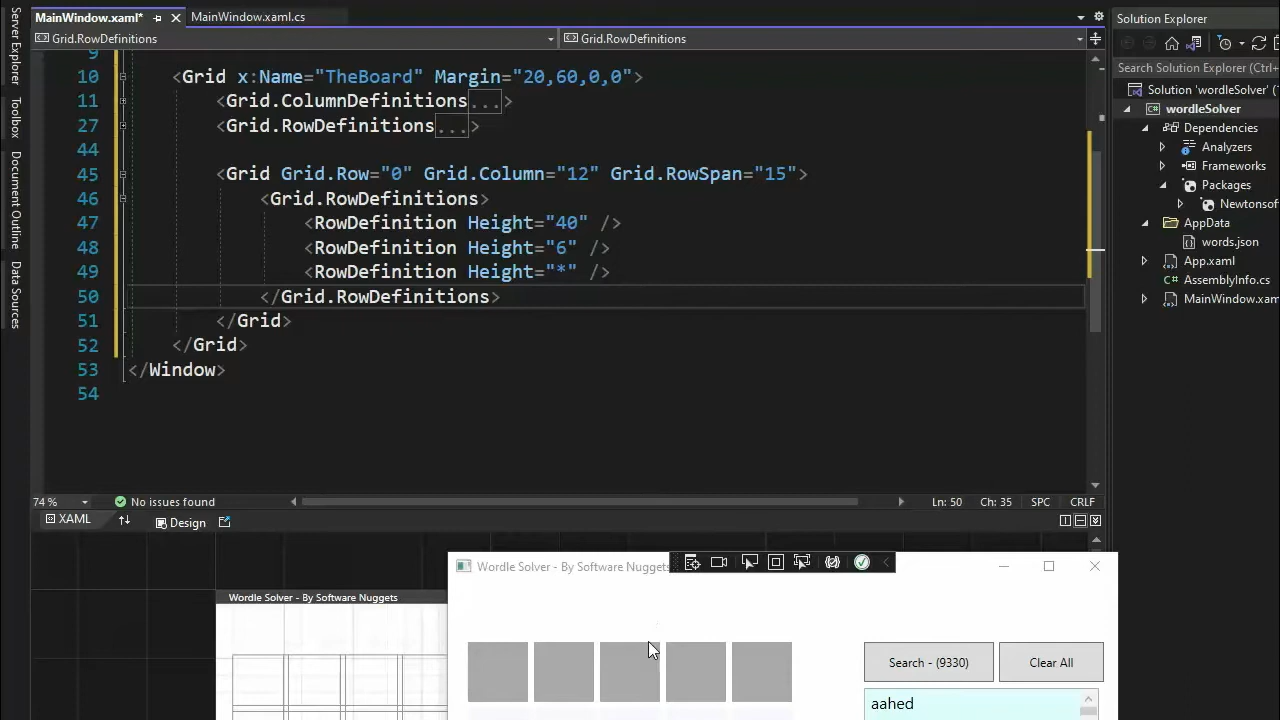 MainWindow.xaml*
MainWindow.xaml.cs
Solution Explorer
Grid.RowDefinitions
Grid.RowDefinitions
Search Solution Explorer (Ctrl+
Server Explorer
Toolbox
Document Outline
Data Sources
9
10 <Grid x:Name="TheBoard" Margin="20,60,0,0">
11 <Grid.ColumnDefinitions...>
27 <Grid.RowDefinitions...>
44
45 <Grid Grid.Row="0" Grid.Column="12" Grid.RowSpan="15">
46 <Grid.RowDefinitions>
47 <RowDefinition Height="40" />
48 <RowDefinition Height="6" />
49 <RowDefinition Height="*" />
50 </Grid.RowDefinitions>
51 </Grid>
52 </Grid>
53 </Window>
54
Solution 'wordleSolver' (
wordleSolver
Dependencies
Analyzers
Frameworks
Packages
Newtonsof
AppData
words.json
App.xaml
AssemblyInfo.cs
MainWindow.xam
74 %
No issues found
Ln: 50 Ch: 35 SPC CRLF
XAML
Design
Wordle Solver - By Software Nuggets
Wordle Solver - By Software Nuggets
Search - (9330)
Clear All
aahed